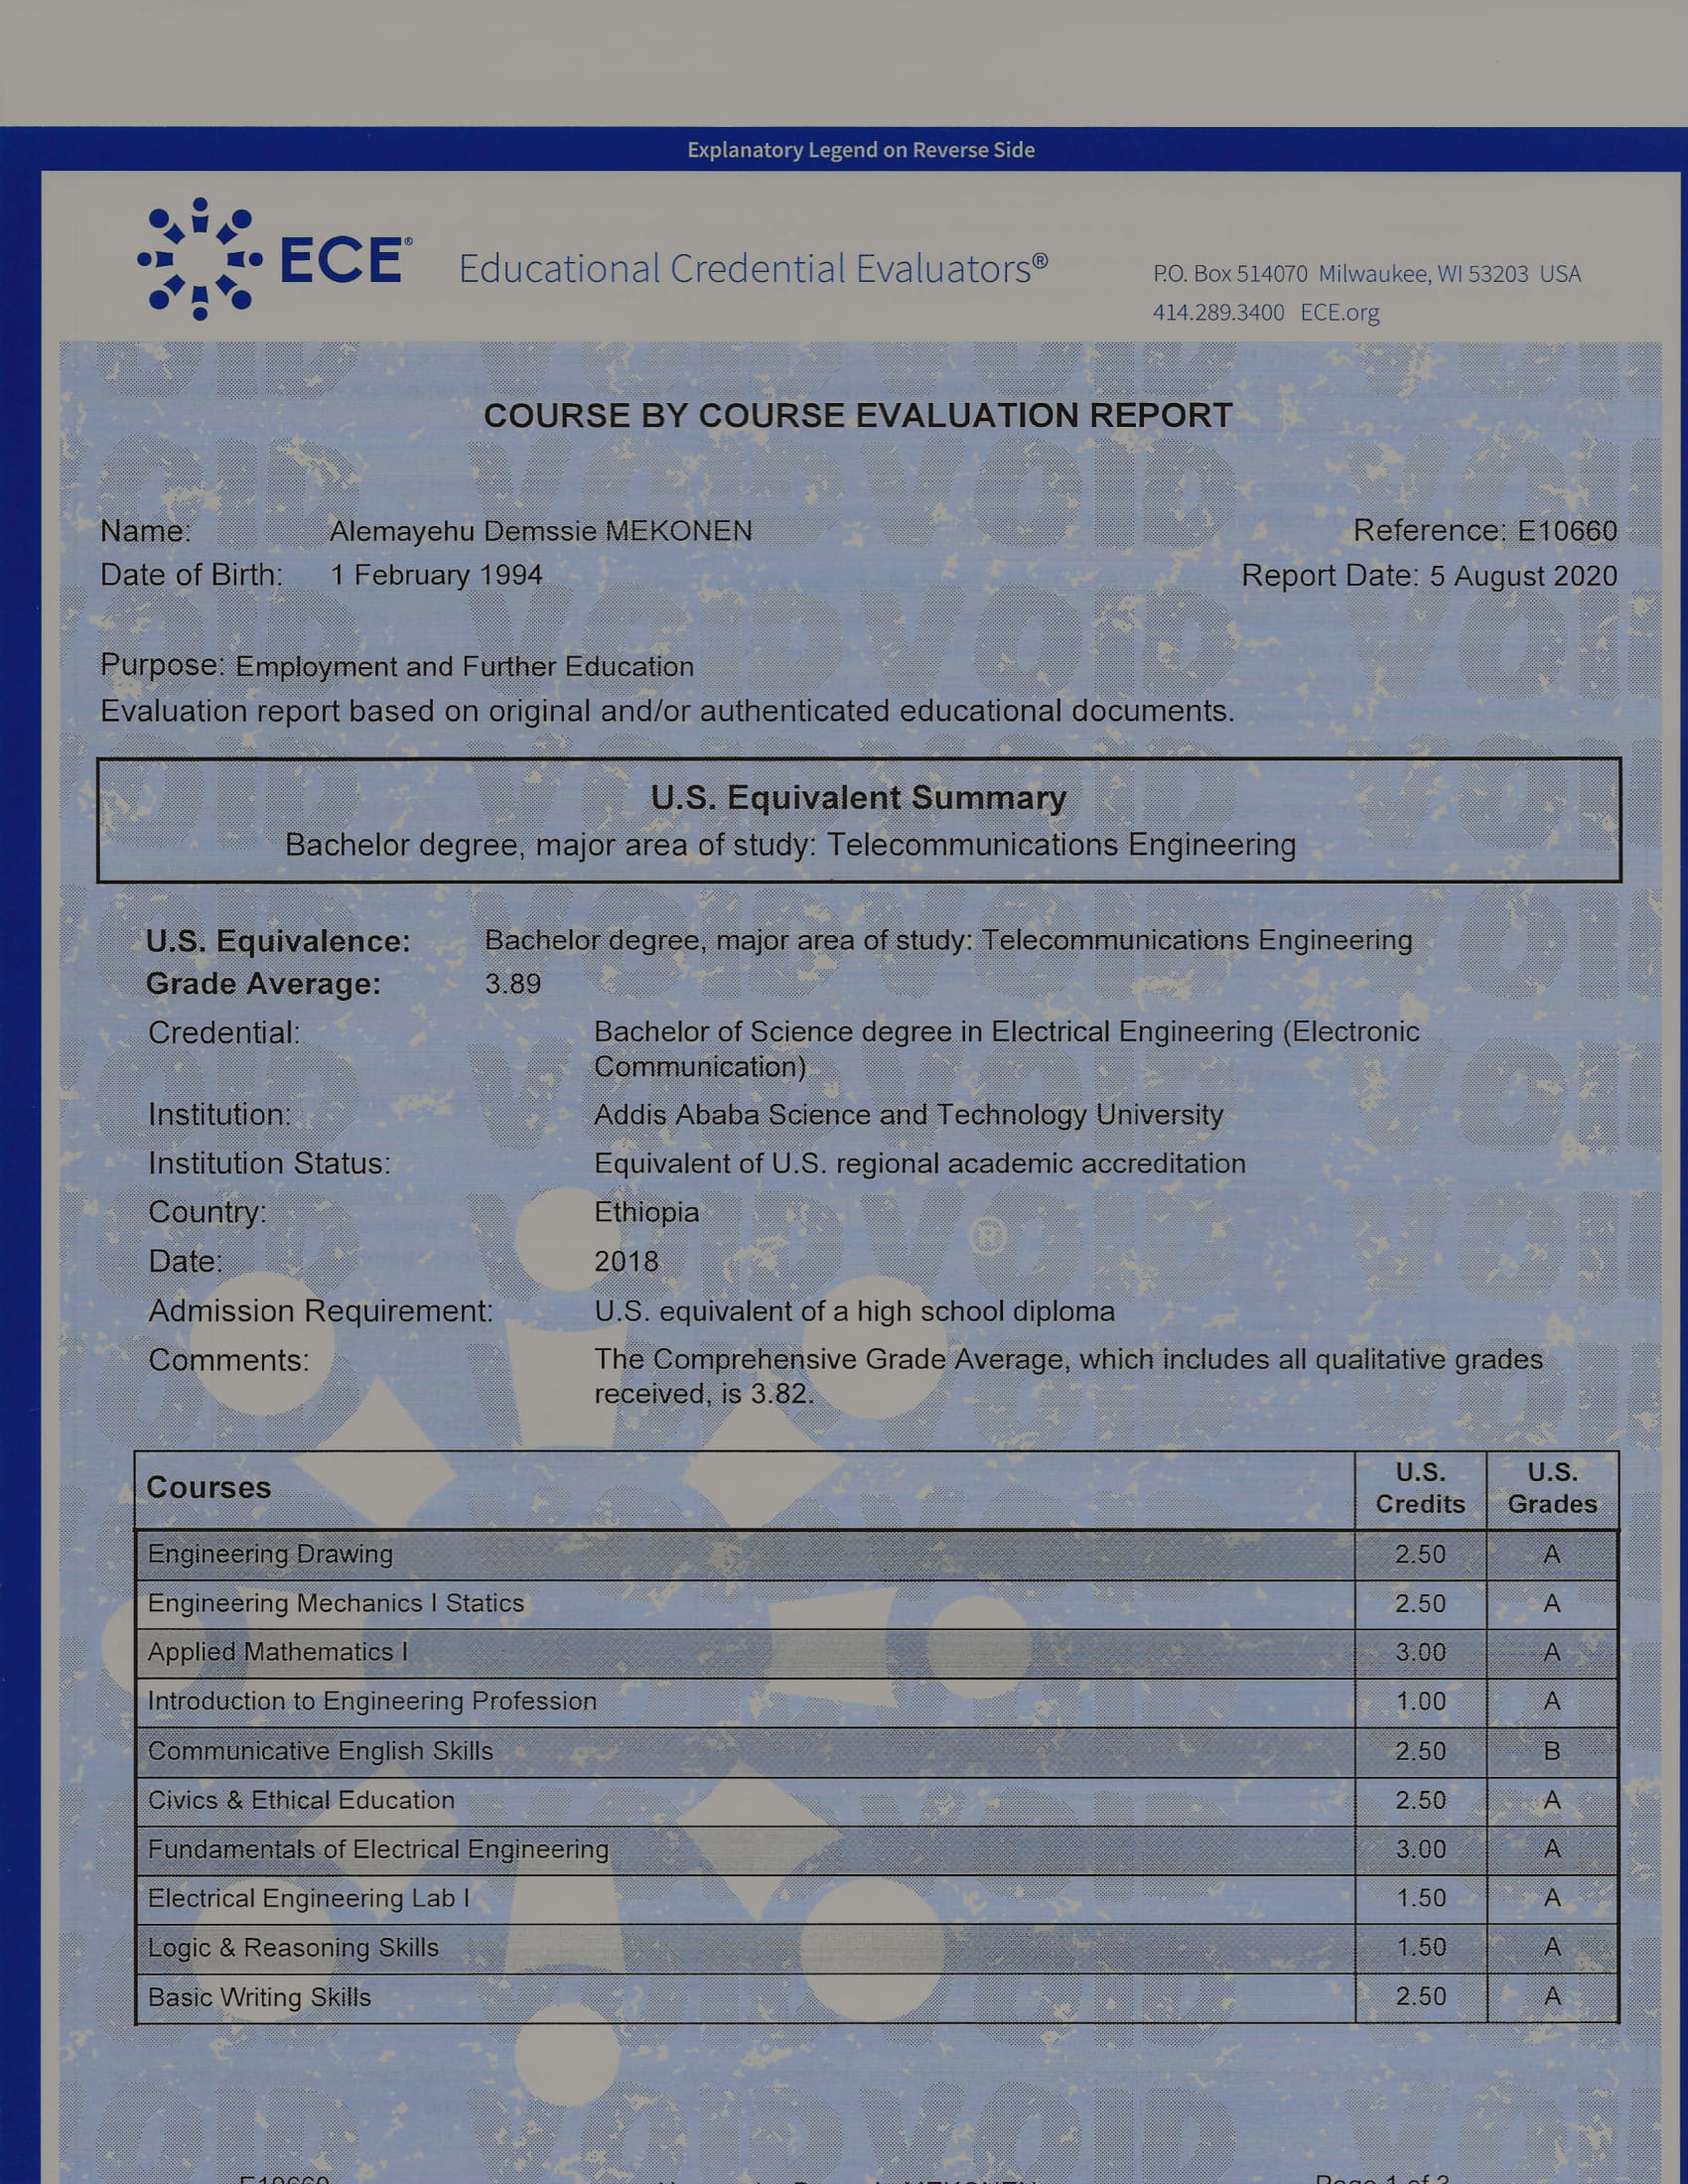 Explanatory Legend on Reverse Side
ECE® Educational Credential Evaluators®
P.O. Box 514070 Milwaukee, WI 53203 USA
414.289.3400 ECE.org
COURSE BY COURSE EVALUATION REPORT
Name: Alemayehu Demssie MEKONEN Reference: E10660
Date of Birth: 1 February 1994 Report Date: 5 August 2020
Purpose: Employment and Further Education
Evaluation report based on original and/or authenticated educational documents.
U.S. Equivalent Summary
Bachelor degree, major area of study: Telecommunications Engineering
U.S. Equivalence: Bachelor degree, major area of study: Telecommunications Engineering
Grade Average: 3.89
Credential: Bachelor of Science degree in Electrical Engineering (Electronic
Communication)
Institution: Addis Ababa Science and Technology University
Institution Status: Equivalent of U.S. regional academic accreditation
Country: Ethiopia
Date: 2018
Admission Requirement: U.S. equivalent of a high school diploma
Comments: The Comprehensive Grade Average, which includes all qualitative grades
received, is 3.82.
Courses U.S. Credits U.S. Grades
Engineering Drawing 2.50 A
Engineering Mechanics I Statics 2.50 A
Applied Mathematics I 3.00 A
Introduction to Engineering Profession 1.00 A
Communicative English Skills 2.50 B
Civics & Ethical Education 2.50 A
Fundamentals of Electrical Engineering 3.00 A
Electrical Engineering Lab I 1.50 A
Logic & Reasoning Skills 1.50 A
Basic Writing Skills 2.50 A